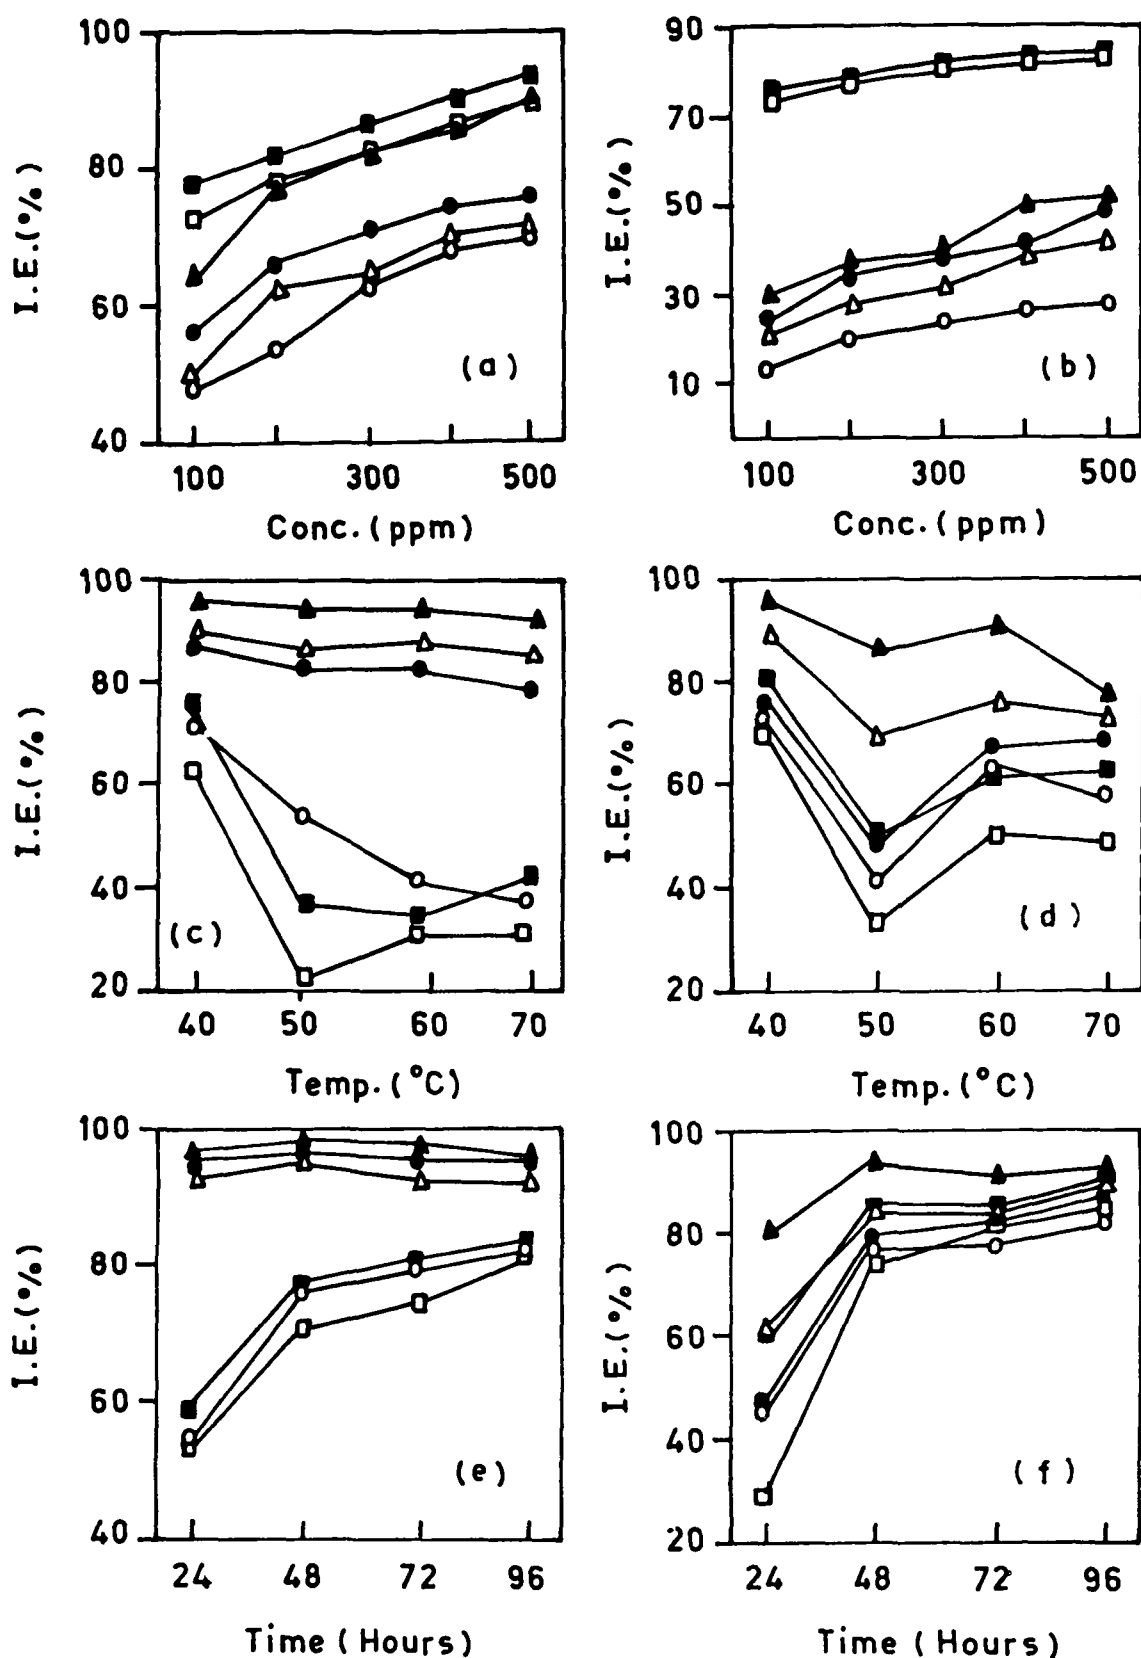 100
80
60
40
I.E.(%)
(a)
100 300 500
Conc. (ppm)
90
70
50
30
10
I.E.(%)
(b)
100 300 500
Conc. (ppm)
100
80
60
40
20
I.E.(%)
(c)
40 50 60 70
Temp. (°C)
100
80
60
40
20
I.E.(%)
(d)
40 50 60 70
Temp. (°C)
100
80
60
40
I.E.(%)
(e)
24 48 72 96
Time (Hours)
100
80
60
40
20
I.E.(%)
(f)
24 48 72 96
Time (Hours)